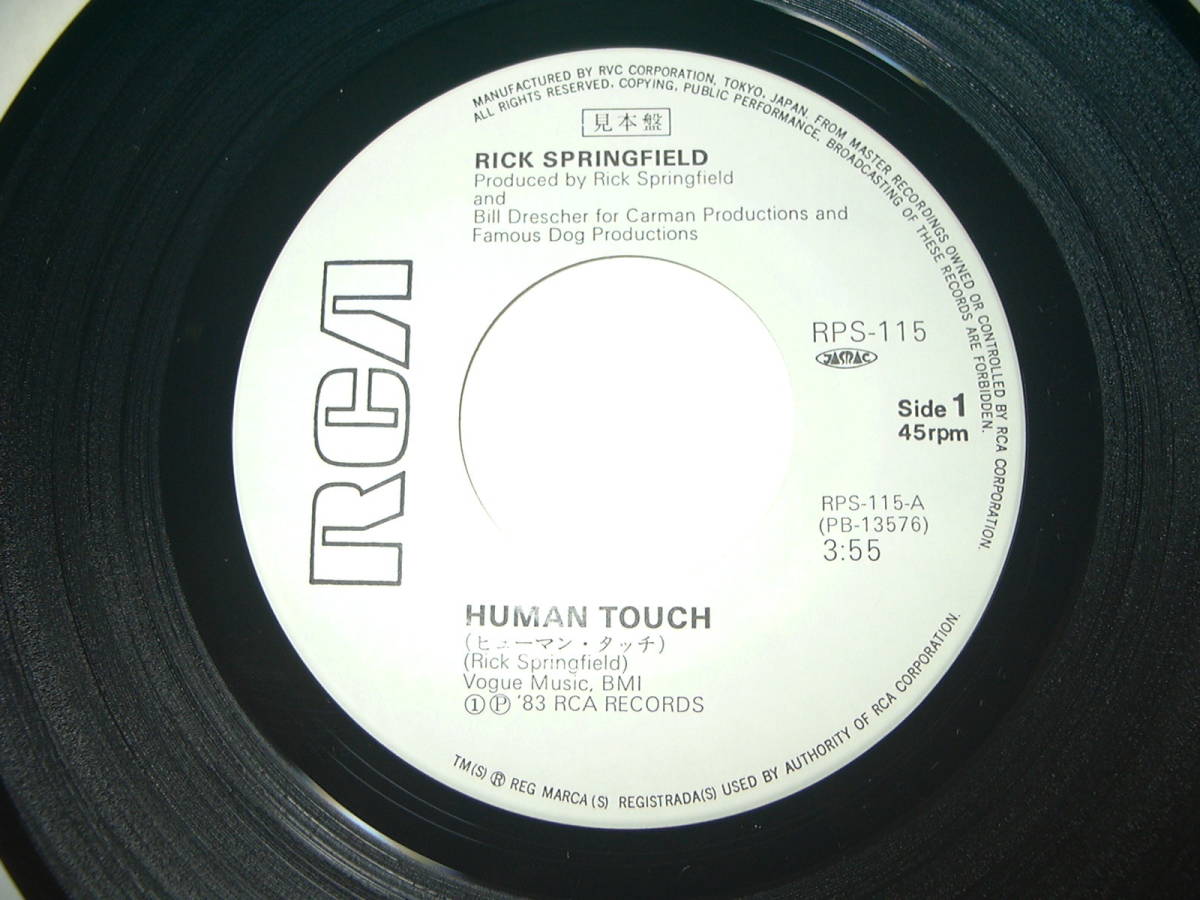 MANUFACTURED BY RVC CORPORATION, TOKYO, JAPAN, FROM MASTER RECORDINGS OWNED OR CONTROLLED BY RCA CORPORATION.
ALL RIGHTS RESERVED, COPYING, PUBLIC PERFORMANCE, BROADCASTING OF THESE RECORDS ARE FORBIDDEN.
見本盤
RICK SPRINGFIELD
Produced by Rick Springfield
and
Bill Drescher for Carman Productions and
Famous Dog Productions
RCA
RPS-115
JASRAC
Side 1
45rpm
RPS-115-A
(PB-13576)
3:55
HUMAN TOUCH
(ヒューマン・タッチ)
(Rick Springfield)
Vogue Music, BMI
①Ⓟ '83 RCA RECORDS
TM(S) ® REG MARCA(S) REGISTRADA(S) USED BY AUTHORITY OF RCA CORPORATION.